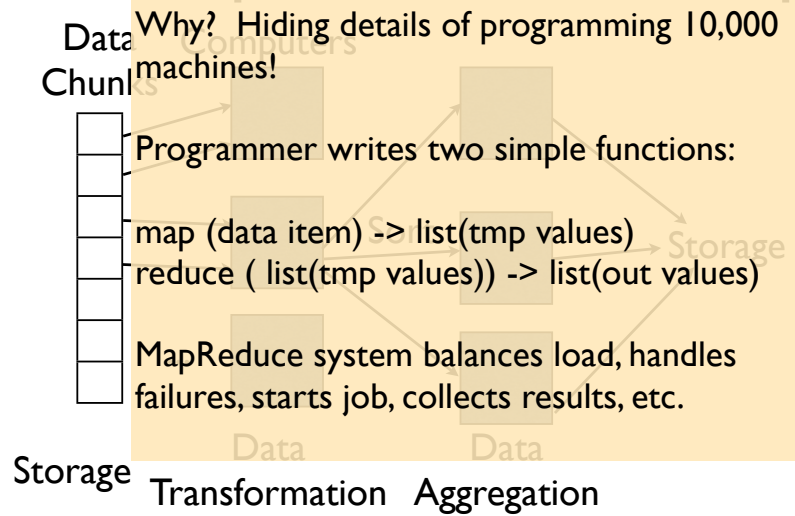 Why? Hiding details of programming 10,000
machines!
Data
Chunks
Computers
Programmer writes two simple functions:
map (data item) -> list(tmp values)
reduce ( list(tmp values)) -> list(out values)
Sort
Storage
MapReduce system balances load, handles
failures, starts job, collects results, etc.
Storage
Data
Transformation
Data
Aggregation